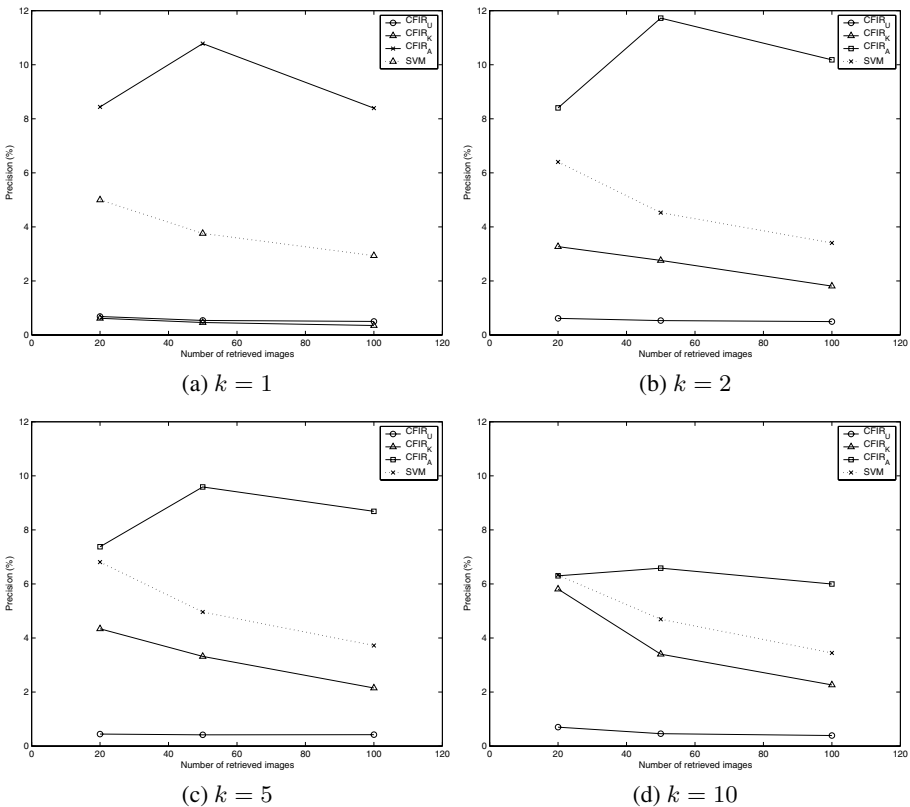 12
10
8
6
4
2
0
Precision (%)
0 20 40 60 80 100 120
Number of retrieved images
CFIR_U
CFIR_K
CFIR_A
SVM
(a) k = 1
12
10
8
6
4
2
0
Precision (%)
0 20 40 60 80 100 120
Number of retrieved images
CFIR_U
CFIR_K
CFIR_A
SVM
(b) k = 2
12
10
8
6
4
2
0
Precision (%)
0 20 40 60 80 100 120
Number of retrieved images
CFIR_U
CFIR_K
CFIR_A
SVM
(c) k = 5
12
10
8
6
4
2
0
Precision (%)
0 20 40 60 80 100 120
Number of retrieved images
CFIR_U
CFIR_K
CFIR_A
SVM
(d) k = 10